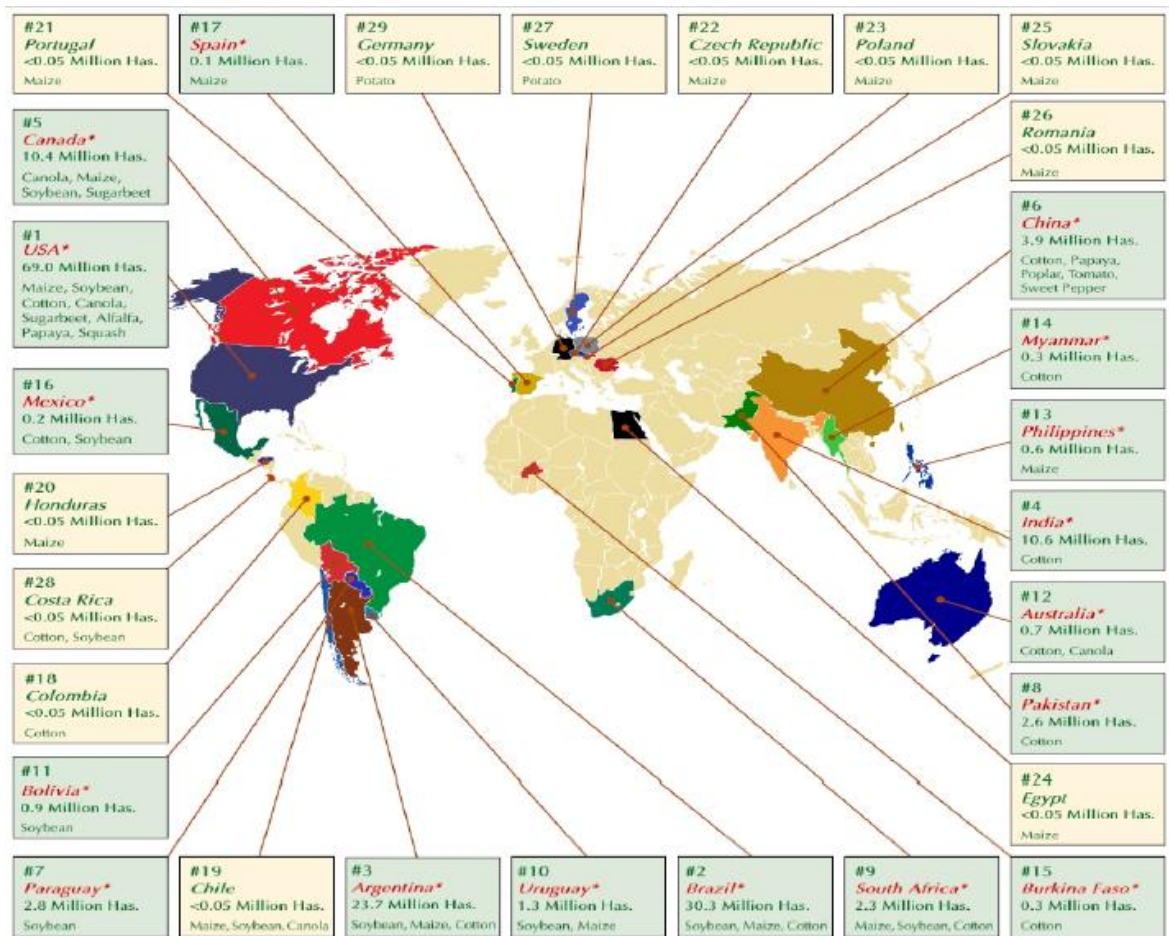 #21
Portugal
<0.05 Million Has.
Maize
#17
Spain*
0.1 Million Has.
Maize
#29
Germany
<0.05 Million Has.
Potato
#27
Sweden
<0.05 Million Has.
Potato
#22
Czech Republic
<0.05 Million Has.
Maize
#23
Poland
<0.05 Million Has.
Maize
#25
Slovakia
<0.05 Million Has.
Maize
#5
Canada*
10.4 Million Has.
Canola, Maize,
Soybean, Sugarbeet
#26
Romania
<0.05 Million Has.
Maize
#1
USA*
69.0 Million Has.
Maize, Soybean,
Cotton, Canola,
Sugarbeet, Alfalfa,
Papaya, Squash
#6
China*
3.9 Million Has.
Cotton, Papaya,
Poplar, Tomato,
Sweet Pepper
#14
Myanmar*
0.3 Million Has.
Cotton
#16
Mexico*
0.2 Million Has.
Cotton, Soybean
#13
Philippines*
0.6 Million Has.
Maize
#20
Honduras
<0.05 Million Has.
Maize
#4
India*
10.6 Million Has.
Cotton
#28
Costa Rica
<0.05 Million Has.
Cotton, Soybean
#12
Australia*
0.7 Million Has.
Cotton, Canola
#18
Colombia
<0.05 Million Has.
Cotton
#8
Pakistan*
2.6 Million Has.
Cotton
#11
Bolivia*
0.9 Million Has.
Soybean
#24
Egypt
<0.05 Million Has.
Maize
#7
Paraguay*
2.8 Million Has.
Soybean
#19
Chile
<0.05 Million Has.
Maize, Soybean, Canola
#3
Argentina*
23.7 Million Has.
Soybean, Maize, Cotton
#10
Uruguay*
1.3 Million Has.
Soybean, Maize
#2
Brazil*
30.3 Million Has.
Soybean, Maize, Cotton
#9
South Africa*
2.3 Million Has.
Maize, Soybean, Cotton
#15
Burkina Faso*
0.3 Million Has.
Cotton